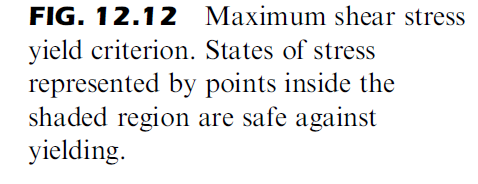 FIG. 12.12 Maximum shear stress
yield criterion. States of stress
represented by points inside the
shaded region are safe against
yielding.